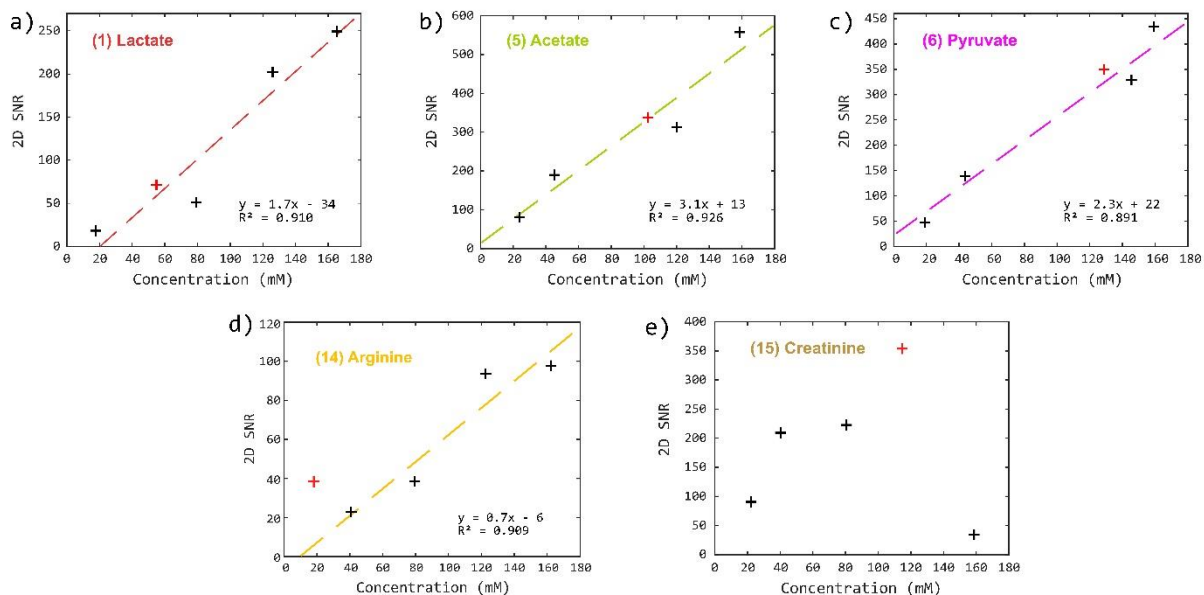 a)
(1) Lactate
250
200
150
100
50
0
2D SNR
y = 1.7x - 34
R² = 0.910
0 20 40 60 80 100 120 140 160 180
Concentration (mM)
b)
(5) Acetate
600
500
400
300
200
100
0
2D SNR
y = 3.1x + 13
R² = 0.926
0 20 40 60 80 100 120 140 160 180
Concentration (mM)
c)
(6) Pyruvate
450
400
350
300
250
200
150
100
50
0
2D SNR
y = 2.3x + 22
R² = 0.891
0 20 40 60 80 100 120 140 160 180
Concentration (mM)
d)
(14) Arginine
120
100
80
60
40
20
0
2D SNR
y = 0.7x - 6
R² = 0.909
0 20 40 60 80 100 120 140 160 180
Concentration (mM)
e)
(15) Creatinine
400
350
300
250
200
150
100
50
0
2D SNR
0 20 40 60 80 100 120 140 160 180
Concentration (mM)